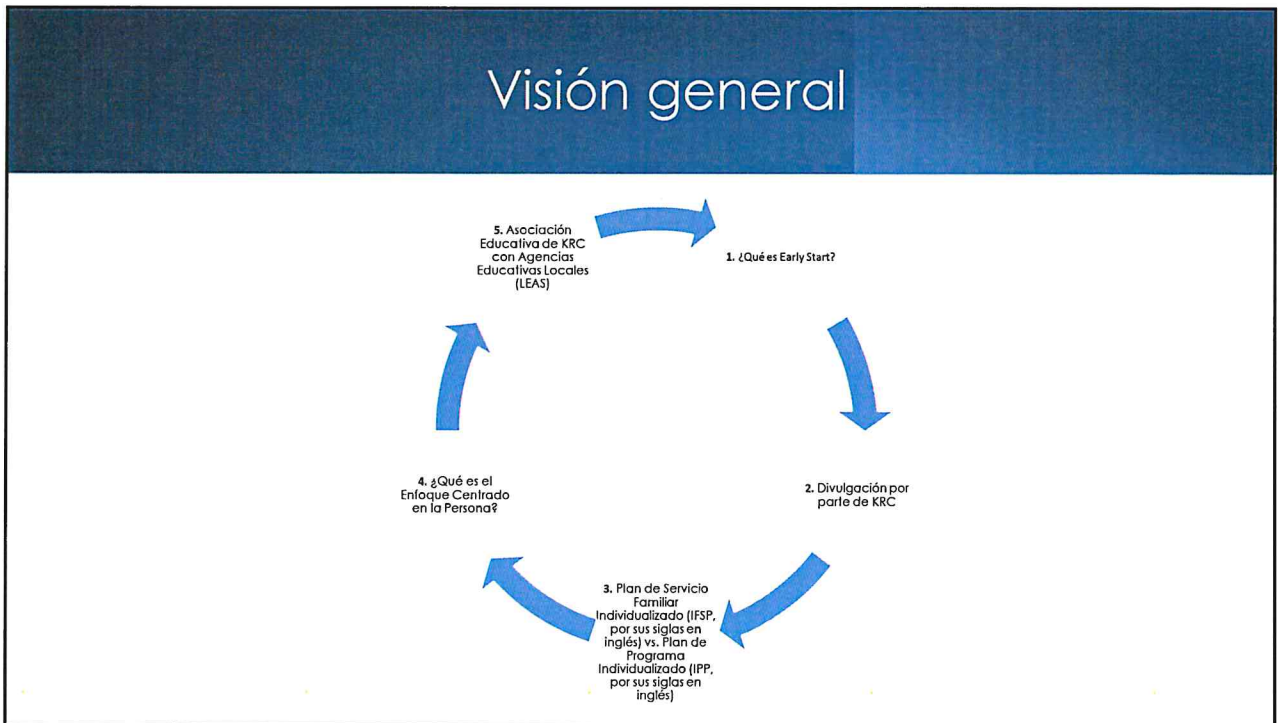 Visión general
1. ¿Qué es Early Start?
2. Divulgación por
parte de KRC
3. Plan de Servicio
Familiar
Individualizado (IFSP,
por sus siglas en
inglés) vs. Plan de
Programa
Individualizado (IPP,
por sus siglas en
inglés)
4. ¿Qué es el
Enfoque Centrado
en la Persona?
5. Asociación
Educativa de KRC
con Agencias
Educativas Locales
(LEAS)